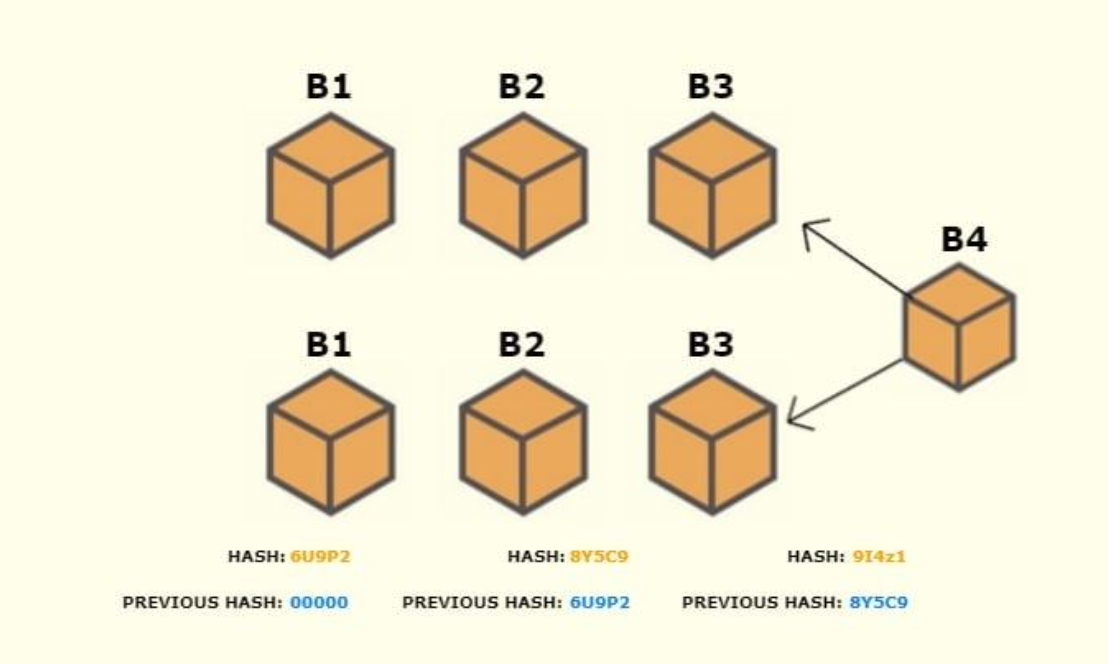 B1 B2 B3
B4
B1 B2 B3
HASH: 6U9P2 HASH: 8Y5C9 HASH: 9I4z1
PREVIOUS HASH: 00000 PREVIOUS HASH: 6U9P2 PREVIOUS HASH: 8Y5C9